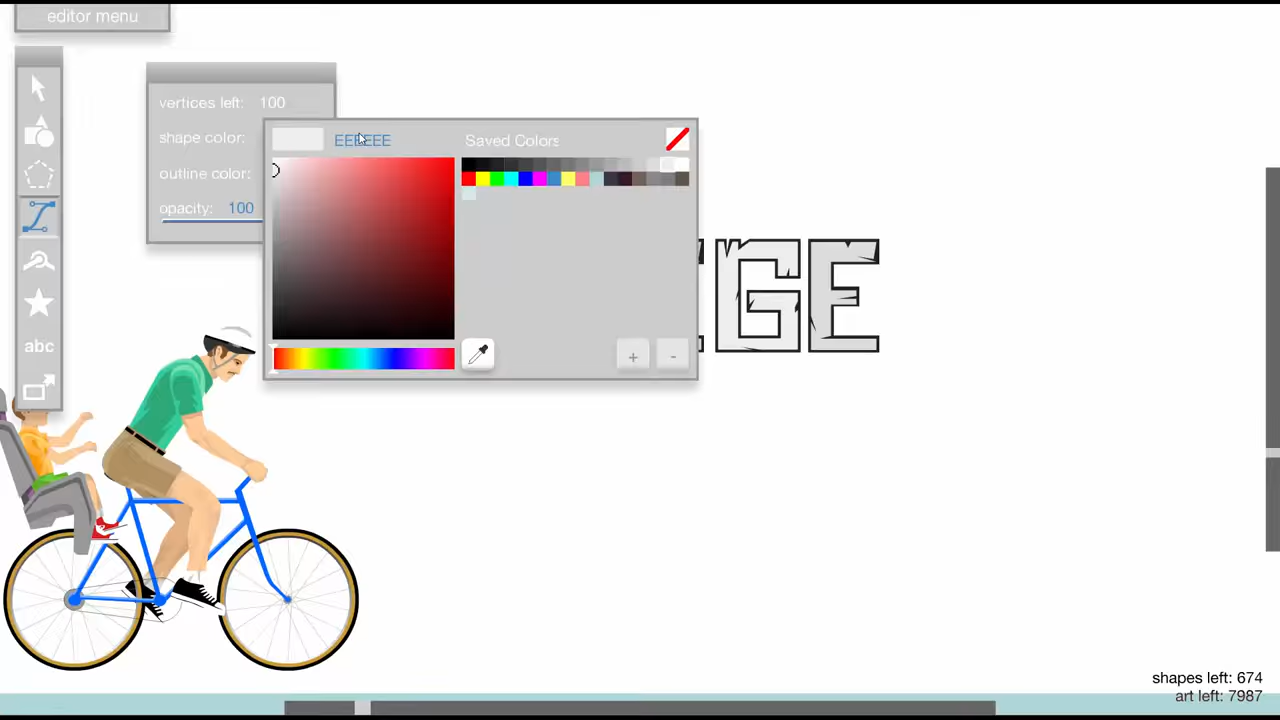 editor menu
vertices left: 100
shape color:
EEEEEE
Saved Colors
outline color:
opacity: 100
+ -
GE
abc
shapes left: 674
art left: 7987